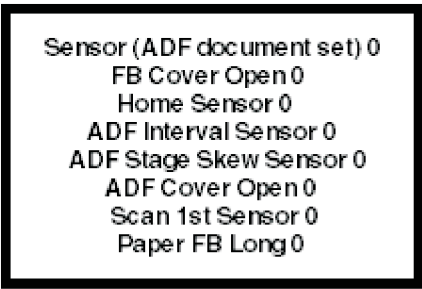 Sensor (ADF document set) 0
FB Cover Open 0
Home Sensor 0
ADF Interval Sensor 0
ADF Stage Skew Sensor 0
ADF Cover Open 0
Scan 1st Sensor 0
Paper FB Long 0